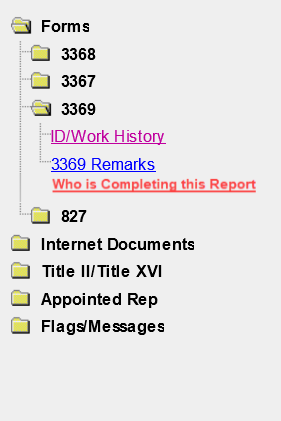 Forms
3368
3367
3369
ID/Work History
3369 Remarks
Who is Completing this Report
827
Internet Documents
Title II/Title XVI
Appointed Rep
Flags/Messages